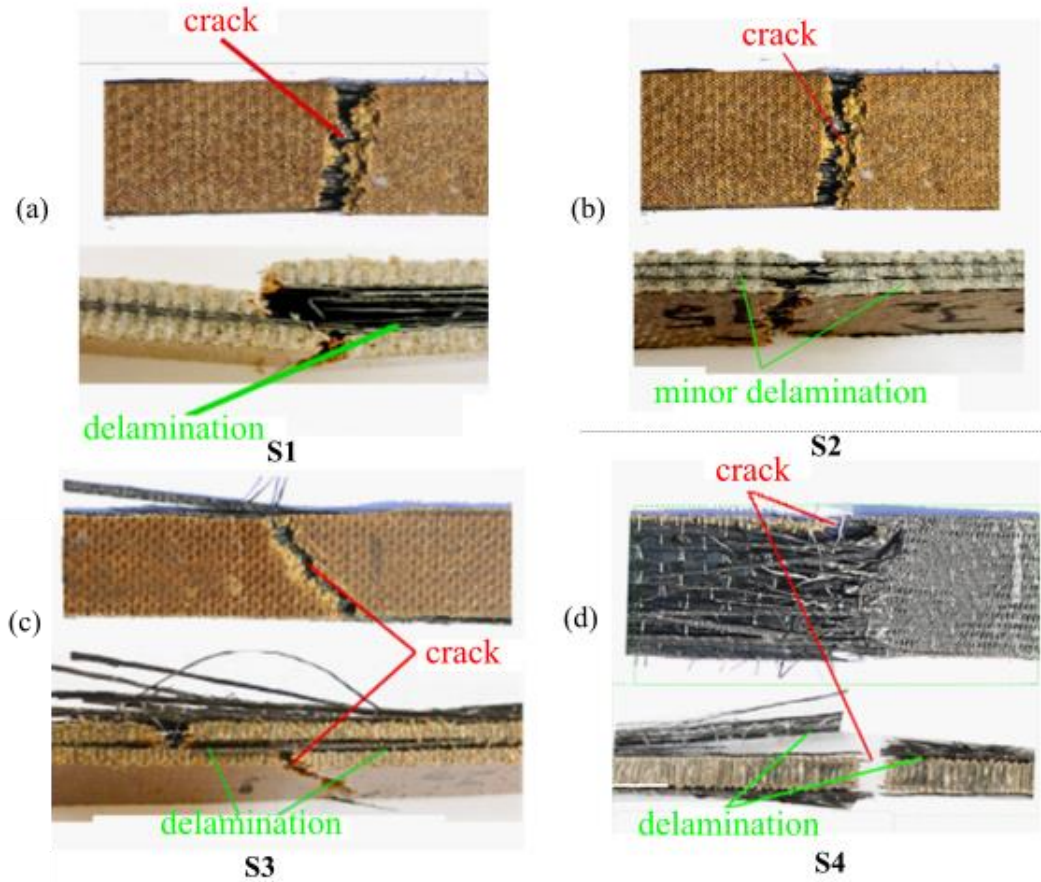 crack
(a)
delamination
S1
crack
(b)
minor delamination
S2
(c)
crack
delamination
S3
crack
(d)
delamination
S4